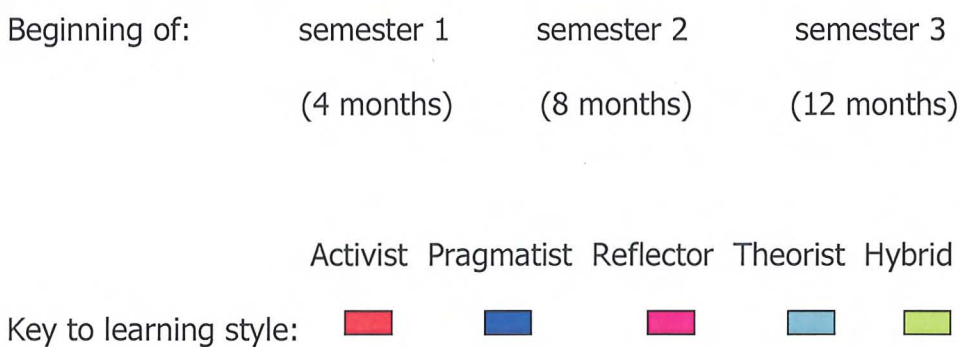 Beginning of: semester 1 semester 2 semester 3
(4 months) (8 months) (12 months)
Activist Pragmatist Reflector Theorist Hybrid
Key to learning style: